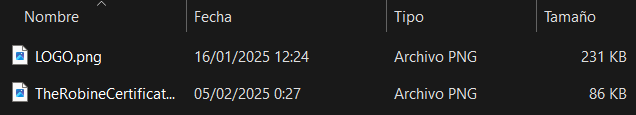 Nombre Fecha Tipo Tamaño
LOGO.png 16/01/2025 12:24 Archivo PNG 231 KB
TheRobineCertificat... 05/02/2025 0:27 Archivo PNG 86 KB